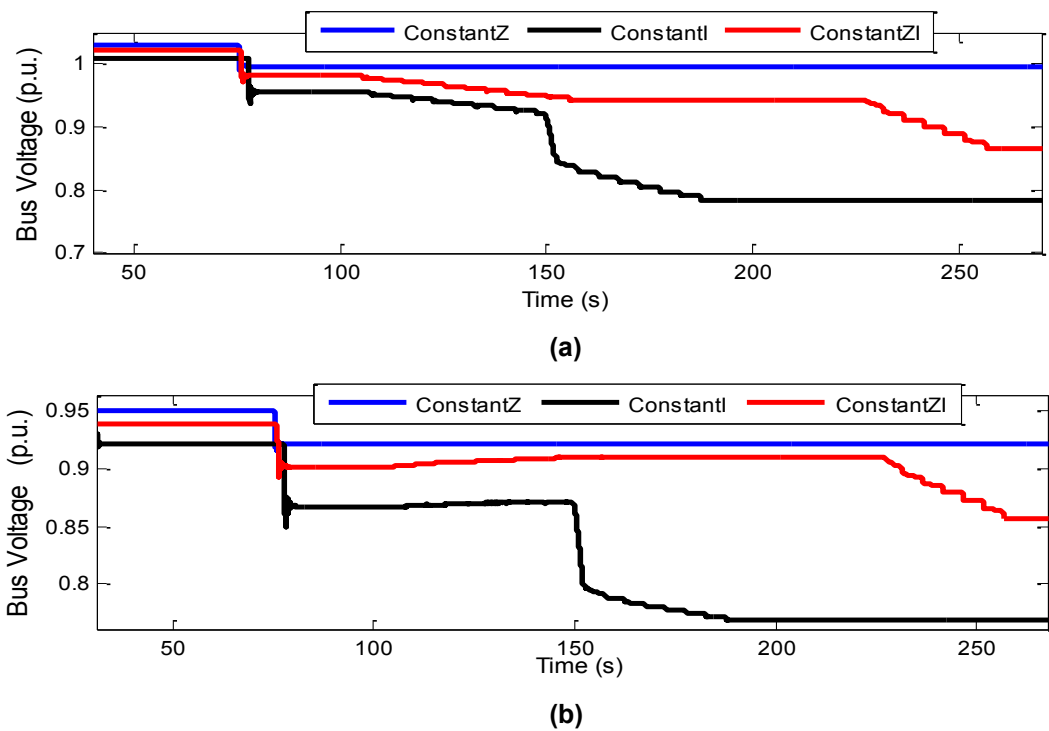 ConstantZ ConstantI ConstantZI
Bus Voltage (p.u.)
1
0.9
0.8
0.7
50 100 150 200 250
Time (s)
(a)
ConstantZ ConstantI ConstantZI
Bus Voltage (p.u.)
0.95
0.9
0.85
0.8
50 100 150 200 250
Time (s)
(b)